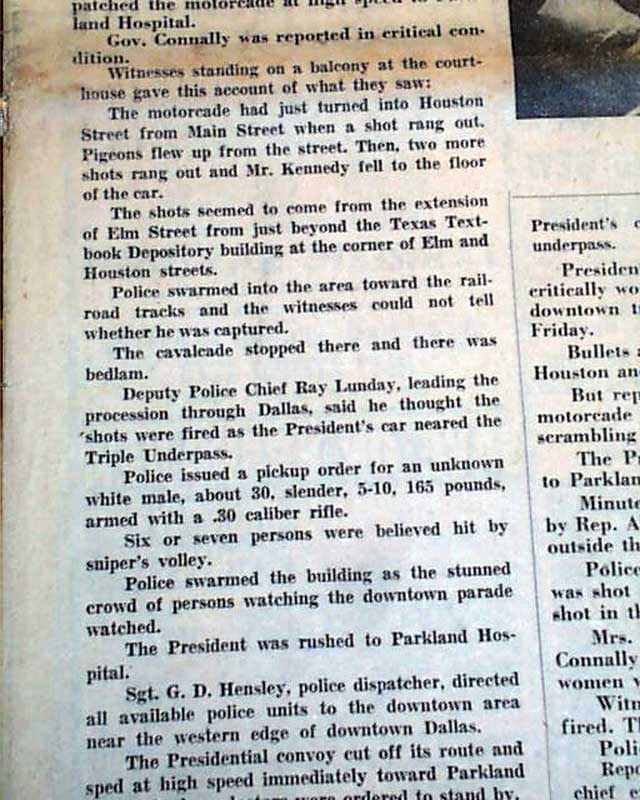 patched the motorcade at high speed to
land Hospital.
Gov. Connally was reported in critical con-
dition.
Witnesses standing on a balcony at the court-
house gave this account of what they saw:
The motorcade had just turned into Houston
Street from Main Street when a shot rang out.
Pigeons flew up from the street. Then, two more
shots rang out and Mr. Kennedy fell to the floor
of the car.
The shots seemed to come from the extension
of Elm Street from just beyond the Texas Text-
book Depository building at the corner of Elm and
Houston streets.
Police swarmed into the area toward the rail-
road tracks and the witnesses could not tell
whether he was captured.
The cavalcade stopped there and there was
bedlam.
Deputy Police Chief Ray Lunday, leading the
procession through Dallas, said he thought the
shots were fired as the President's car neared the
Triple Underpass.
Police issued a pickup order for an unknown
white male, about 30, slender, 5-10, 165 pounds,
armed with a .30 caliber rifle.
Six or seven persons were believed hit by
sniper's volley.
Police swarmed the building as the stunned
crowd of persons watching the downtown parade
watched.
The President was rushed to Parkland Hos-
pital.
Sgt. G. D. Hensley, police dispatcher, directed
all available police units to the downtown area
near the western edge of downtown Dallas.
The Presidential convoy cut off its route and
sped at high speed immediately toward Parkland
were ordered to stand by.
President's c
underpass.
Presiden
critically wo
downtown t
Friday.
Bullets a
Houston an
But rep
motorcade
scrambling
The P
to Parklan
Minute
by Rep. A
outside th
Police
was shot
shot in th
Mrs.
Connally
women w
Witn
fired. T
Poli
Repo
chief e